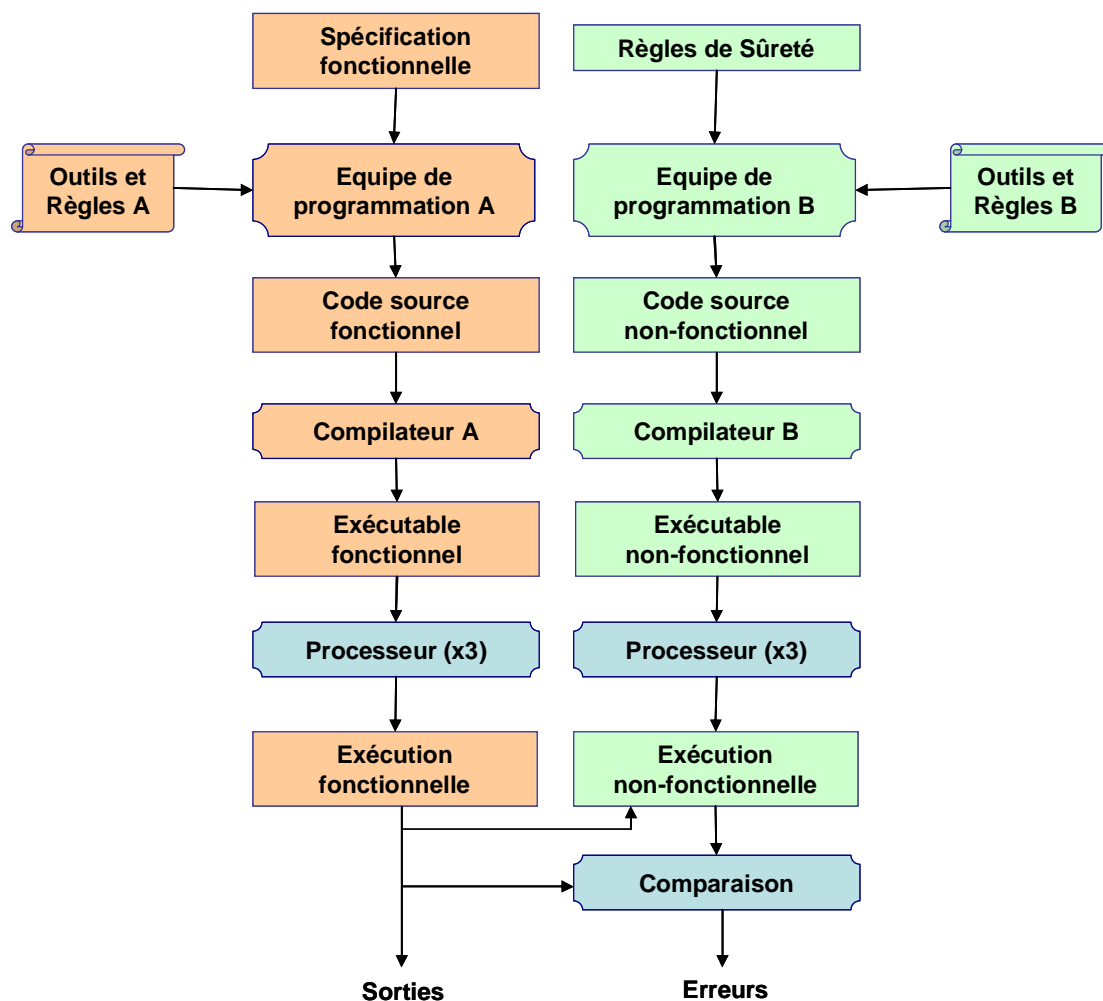 Spécification
fonctionnelle
Règles de Sûreté
Outils et
Règles A
Equipe de
programmation A
Equipe de
programmation B
Outils et
Règles B
Code source
fonctionnel
Code source
non-fonctionnel
Compilateur A
Compilateur B
Exécutable
fonctionnel
Exécutable
non-fonctionnel
Processeur (x3)
Processeur (x3)
Exécution
fonctionnelle
Exécution
non-fonctionnelle
Comparaison
Sorties
Erreurs